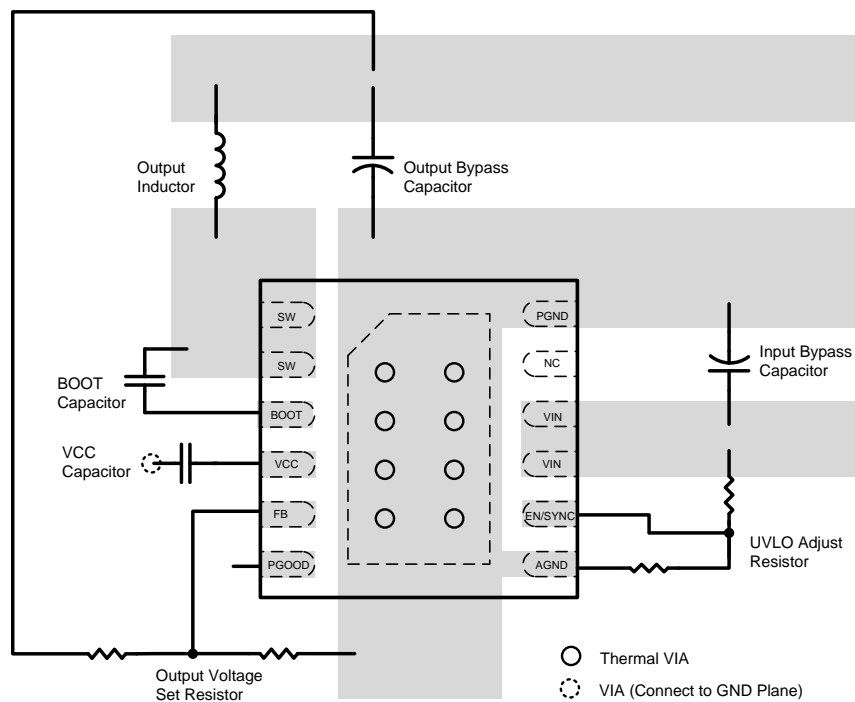 Output
Inductor
Output Bypass
Capacitor
SW
PGND
SW
NC
BOOT
Capacitor
Input Bypass
Capacitor
BOOT
VIN
VCC
Capacitor
VCC
VIN
FB
EN/SYNC
UVLO Adjust
Resistor
PGOOD
AGND
Output Voltage
Set Resistor
Thermal VIA
VIA (Connect to GND Plane)